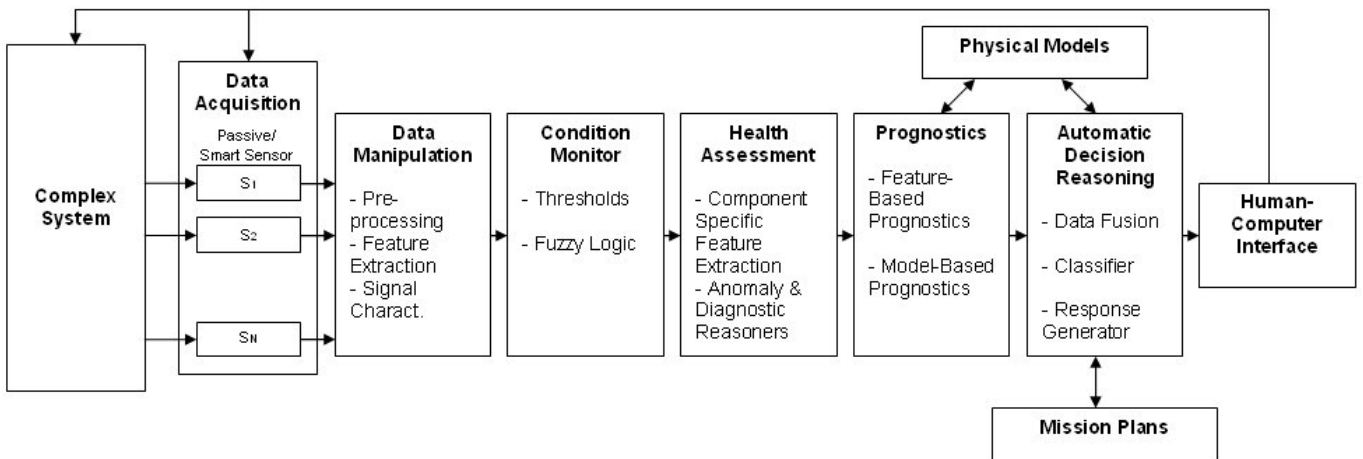 Complex
System
Data
Acquisition
Passive/
Smart Sensor
S1
S2
SN
Data
Manipulation
- Pre-
processing
- Feature
Extraction
- Signal
Charact.
Condition
Monitor
- Thresholds
- Fuzzy Logic
Health
Assessment
- Component
Specific
Feature
Extraction
- Anomaly &
Diagnostic
Reasoners
Physical Models
Prognostics
- Feature-
Based
Prognostics
- Model-Based
Prognostics
Automatic
Decision
Reasoning
- Data Fusion
- Classifier
- Response
Generator
Human-
Computer
Interface
Mission Plans